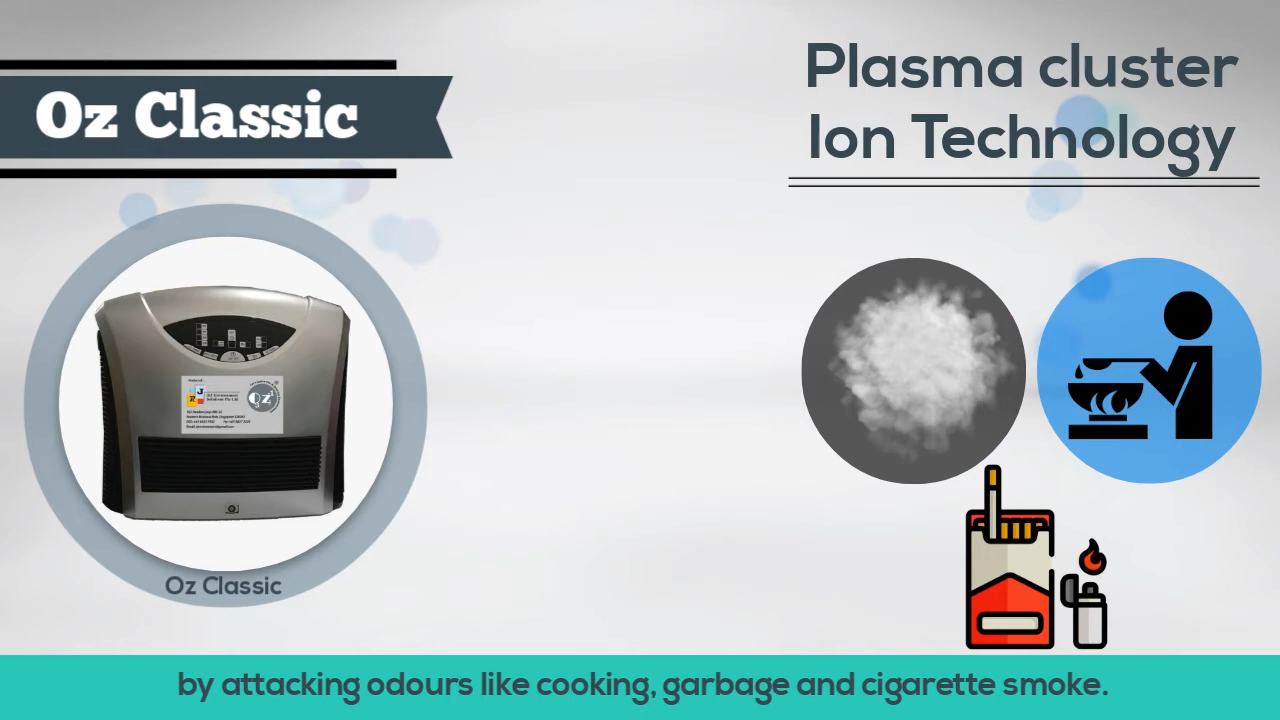 Oz Classic
Plasma cluster
Ion Technology
Oz Classic
by attacking odours like cooking, garbage and cigarette smoke.